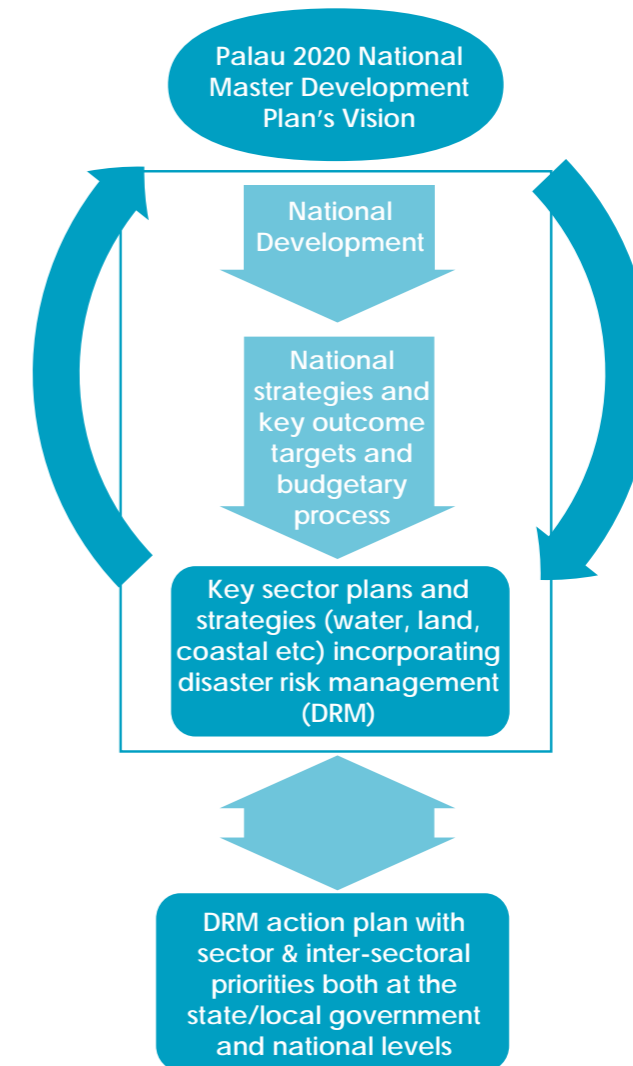 Palau 2020 National
Master Development
Plan's Vision
National
Development
National
strategies and
key outcome
targets and
budgetary
process
Key sector plans and
strategies (water, land,
coastal etc) incorporating
disaster risk management
(DRM)
DRM action plan with
sector & inter-sectoral
priorities both at the
state/local government
and national levels